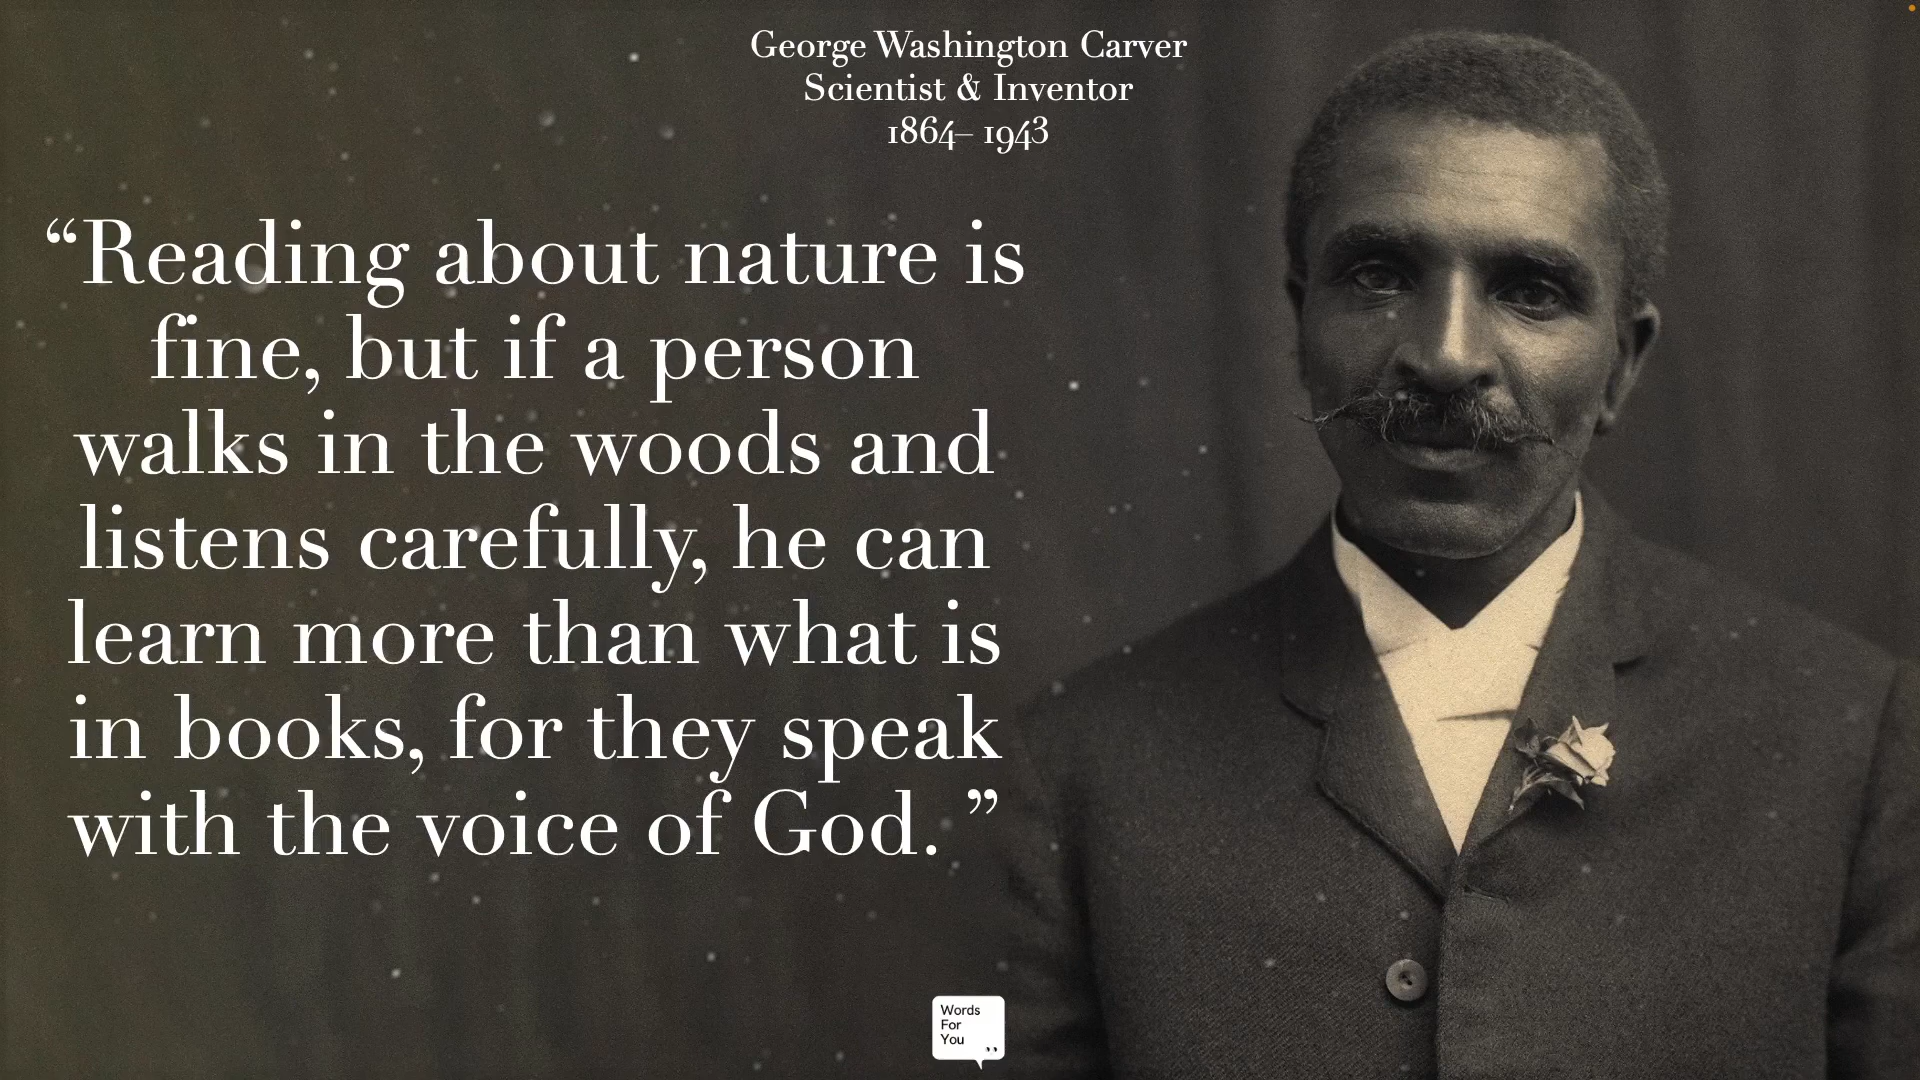 George Washington Carver
Scientist & Inventor
1864– 1943
“Reading about nature is
fine, but if a person
walks in the woods and
listens carefully, he can
learn more than what is
in books, for they speak
with the voice of God. ”
Words
For
You
,,